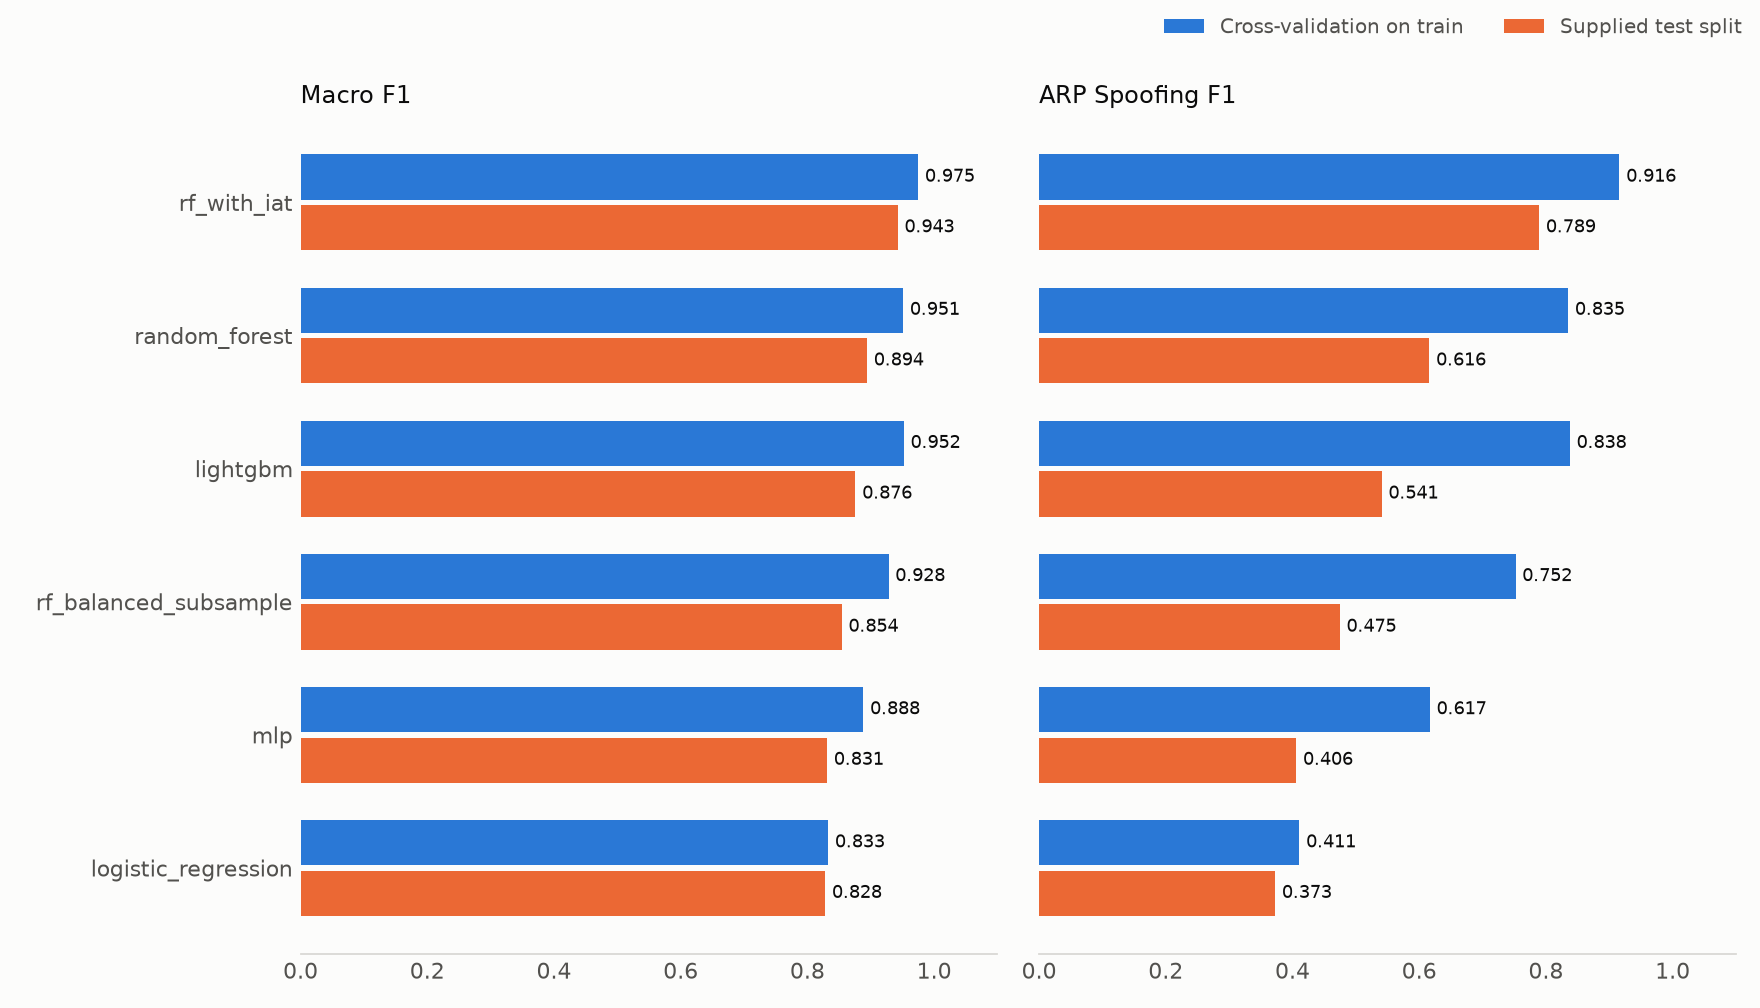 Cross-validation on train
Supplied test split
Macro F1
ARP Spoofing F1
rf_with_iat
0.975
0.943
0.916
0.789
random_forest
0.951
0.894
0.835
0.616
lightgbm
0.952
0.876
0.838
0.541
rf_balanced_subsample
0.928
0.854
0.752
0.475
mlp
0.888
0.831
0.617
0.406
logistic_regression
0.833
0.828
0.411
0.373
0.0 0.2 0.4 0.6 0.8 1.0
0.0 0.2 0.4 0.6 0.8 1.0